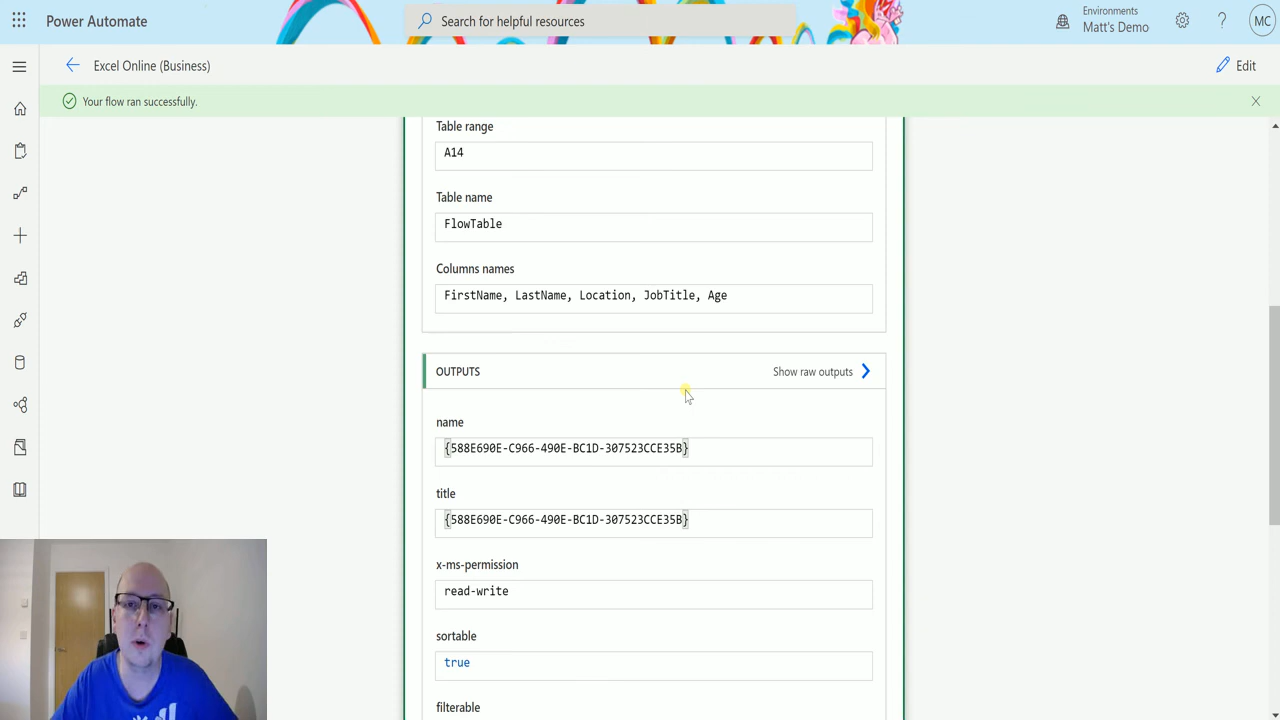 Power Automate
Search for helpful resources
Environments
Matt's Demo
MC
Excel Online (Business)
Edit
Your flow ran successfully.
Table range
A14
Table name
FlowTable
Columns names
FirstName, LastName, Location, JobTitle, Age
OUTPUTS
Show raw outputs
name
{588E690E-C966-490E-BC1D-307523CCE35B}
title
{588E690E-C966-490E-BC1D-307523CCE35B}
x-ms-permission
read-write
sortable
true
filterable